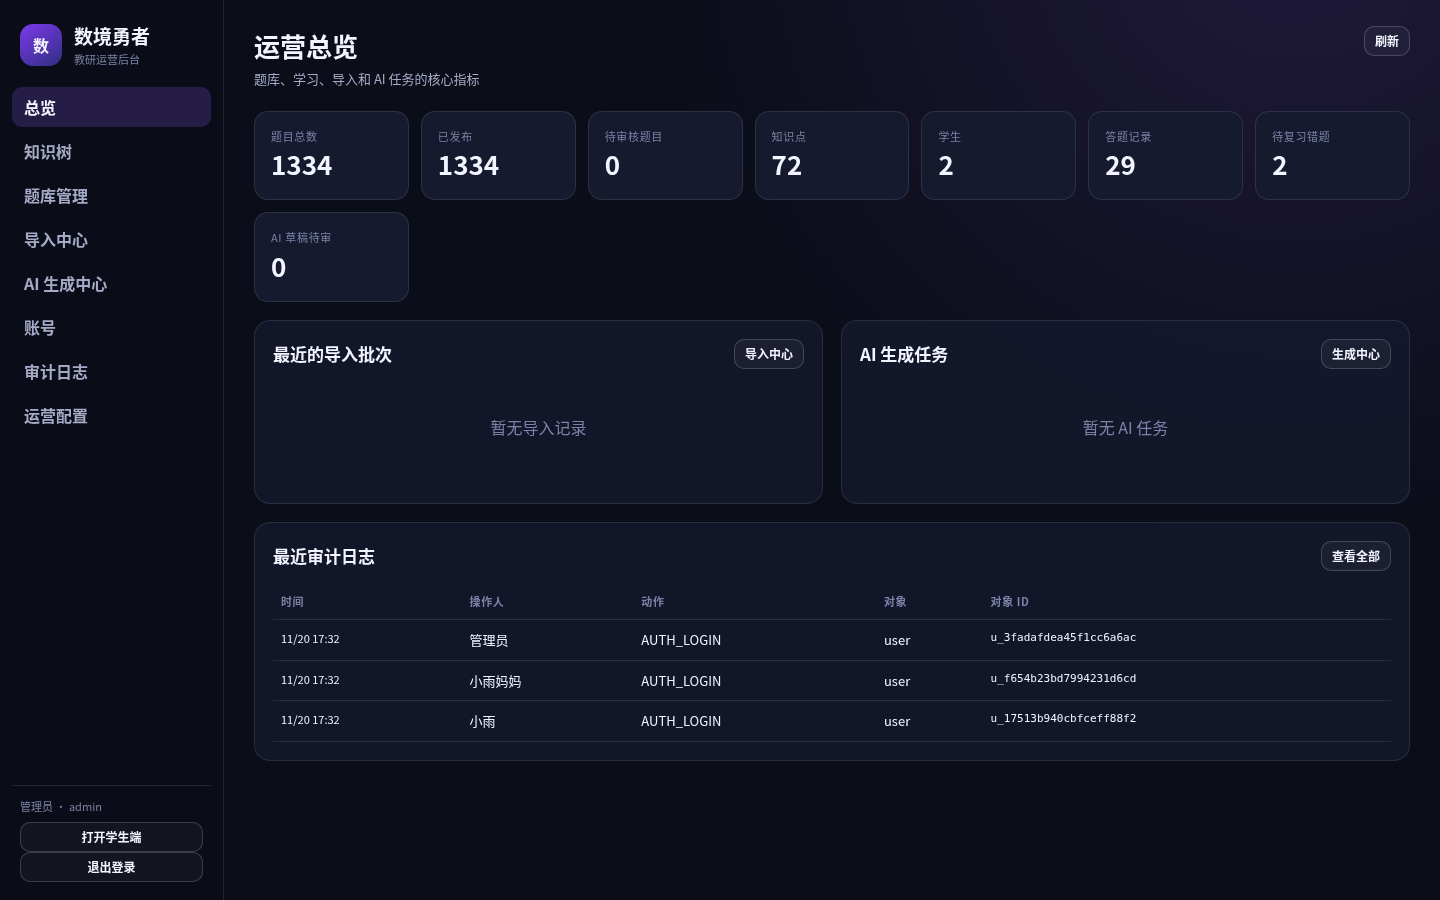 数
数境勇者
教研运营后台
总览
知识树
题库管理
导入中心
AI 生成中心
账号
审计日志
运营配置
管理员 · admin
打开学生端
退出登录
运营总览
刷新
题库、学习、导入和 AI 任务的核心指标
题目总数 已发布 待审核题目 知识点 学生 答题记录 待复习错题
1334 1334 0 72 2 29 2
AI 草稿待审
0
最近的导入批次 导入中心
暂无导入记录
AI 生成任务 生成中心
暂无 AI 任务
最近审计日志 查看全部
时间 操作人 动作 对象 对象 ID
11/20 17:32 管理员 AUTH_LOGIN user u_3fadafdea45f1cc6a6ac
11/20 17:32 小雨妈妈 AUTH_LOGIN user u_f654b23bd7994231d6cd
11/20 17:32 小雨 AUTH_LOGIN user u_17513b940cbfceff88f2